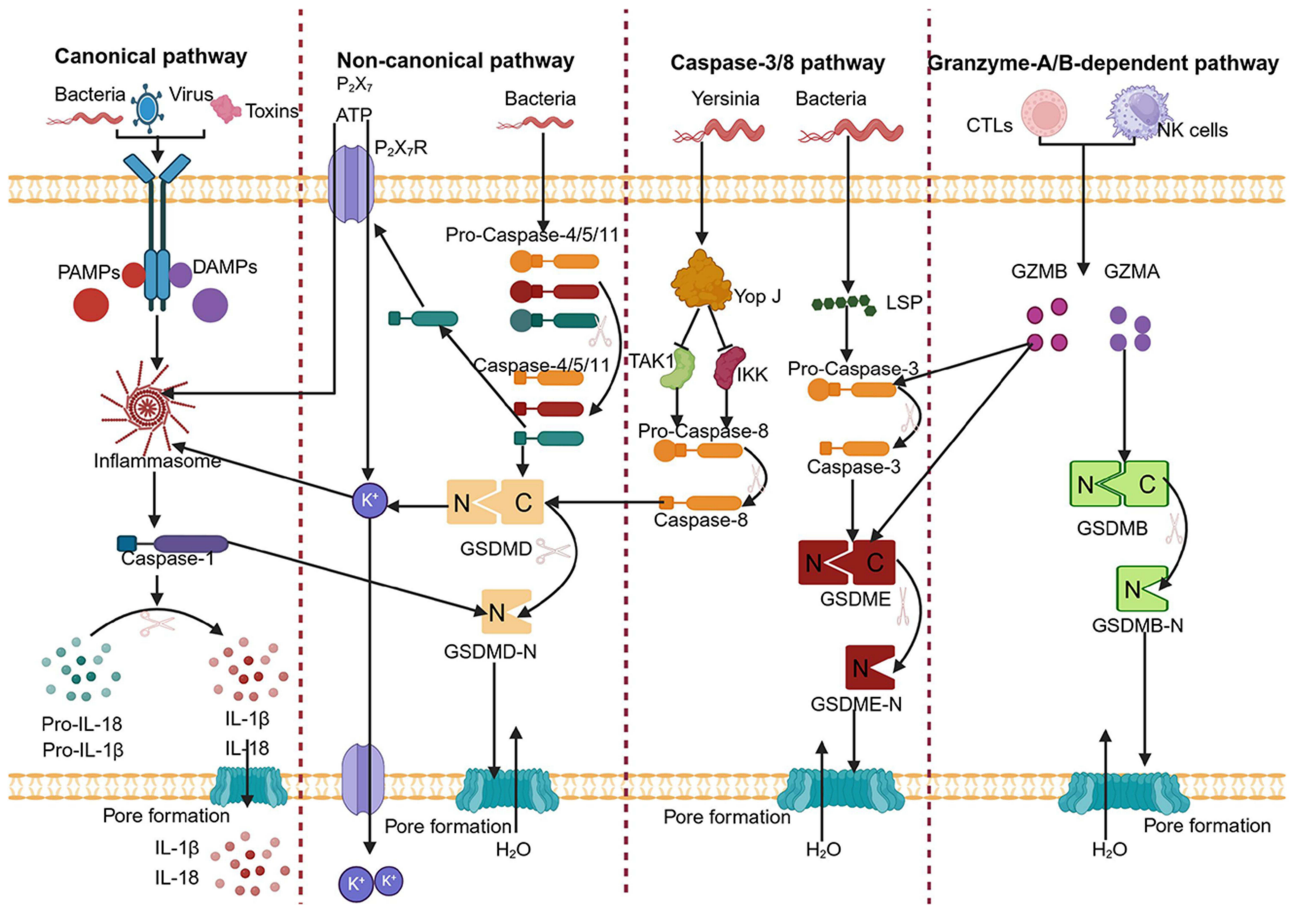 Canonical pathway
Bacteria
Virus
Toxins
PAMPs
DAMPs
Inflammasome
Caspase-1
Pro-IL-18
Pro-IL-1β
IL-1β
IL-18
Pore formation
IL-1β
IL-18
Non-canonical pathway
P₂X₇
ATP
P₂X₇R
Bacteria
Pro-Caspase-4/5/11
Caspase-4/5/11
K⁺
N
C
GSDMD
N
GSDMD-N
Pore formation
H₂O
K⁺
K⁺
Caspase-3/8 pathway
Yersinia
Bacteria
Yop J
LSP
TAK1
IKK
Pro-Caspase-3
Pro-Caspase-8
Caspase-3
Caspase-8
N
C
GSDME
N
GSDME-N
Pore formation
H₂O
Granzyme-A/B-dependent pathway
CTLs
NK cells
GZMB
GZMA
N
C
GSDMB
N
GSDMB-N
Pore formation
H₂O